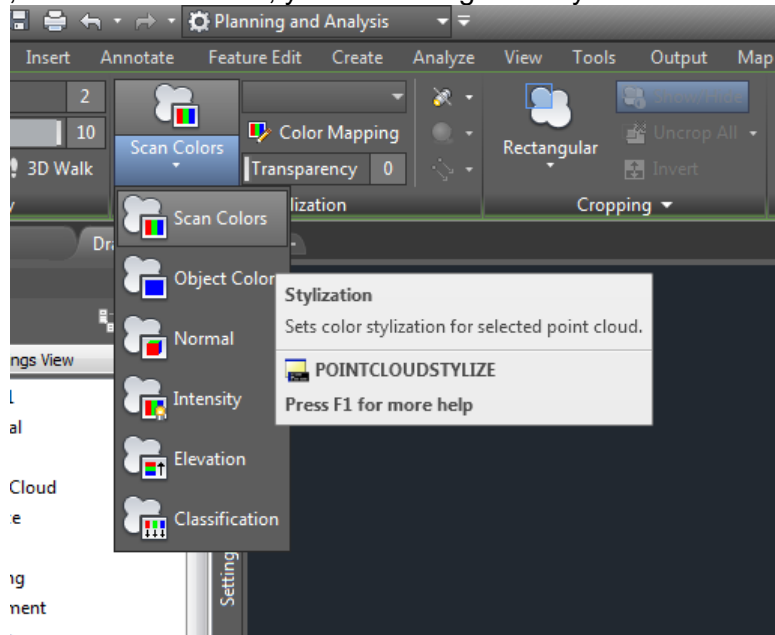 Planning and Analysis
Insert Annotate Feature Edit Create Analyze View Tools Output Map
2
10
3D Walk
Scan Colors
Color Mapping
Transparency 0
Rectangular
Show/Hide
Uncrop All
Invert
Cropping
Scan Colors
Object Color
Normal
Intensity
Elevation
Classification
Stylization
Sets color stylization for selected point cloud.
POINTCLOUDSTYLIZE
Press F1 for more help
ngs View
al
Cloud
ng
ment
Setting